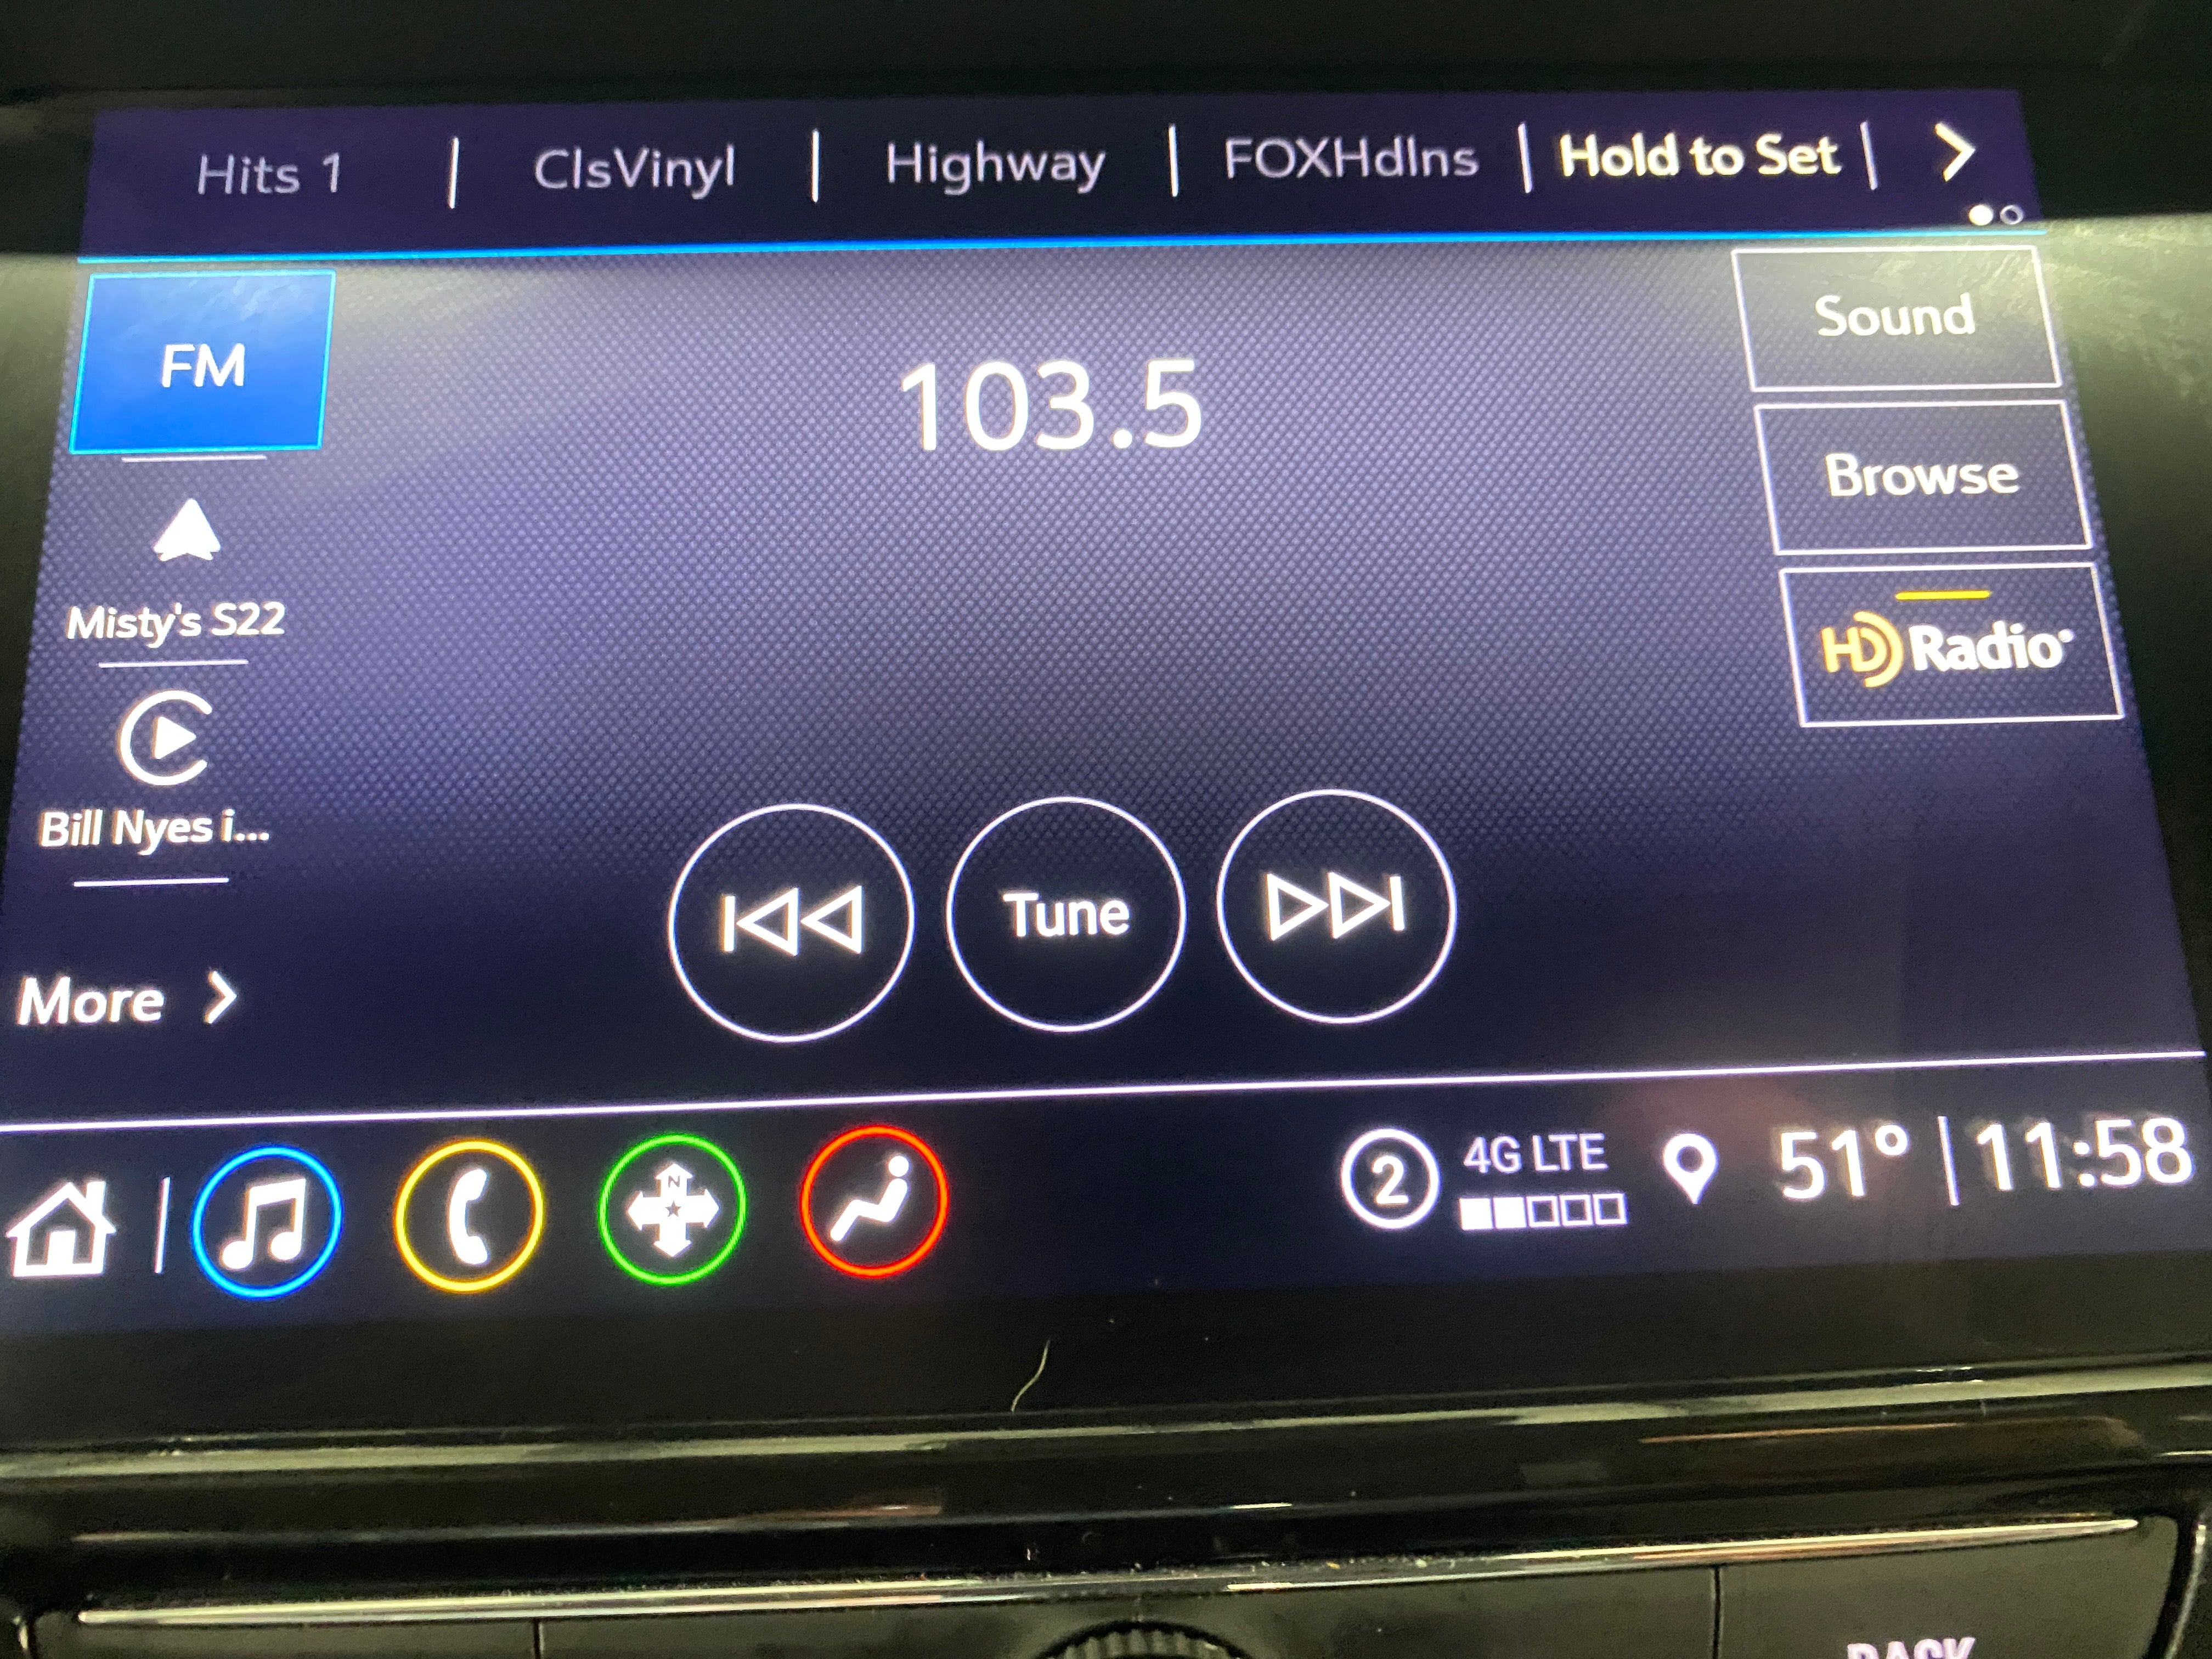 Hits 1 | ClsVinyl | Highway | FOXHdlns | Hold to Set |
FM
103.5
Sound
Browse
HD Radio
Misty's S22
Bill Nyes i...
More
Tune
N
2
4G LTE
51° | 11:58
BACK